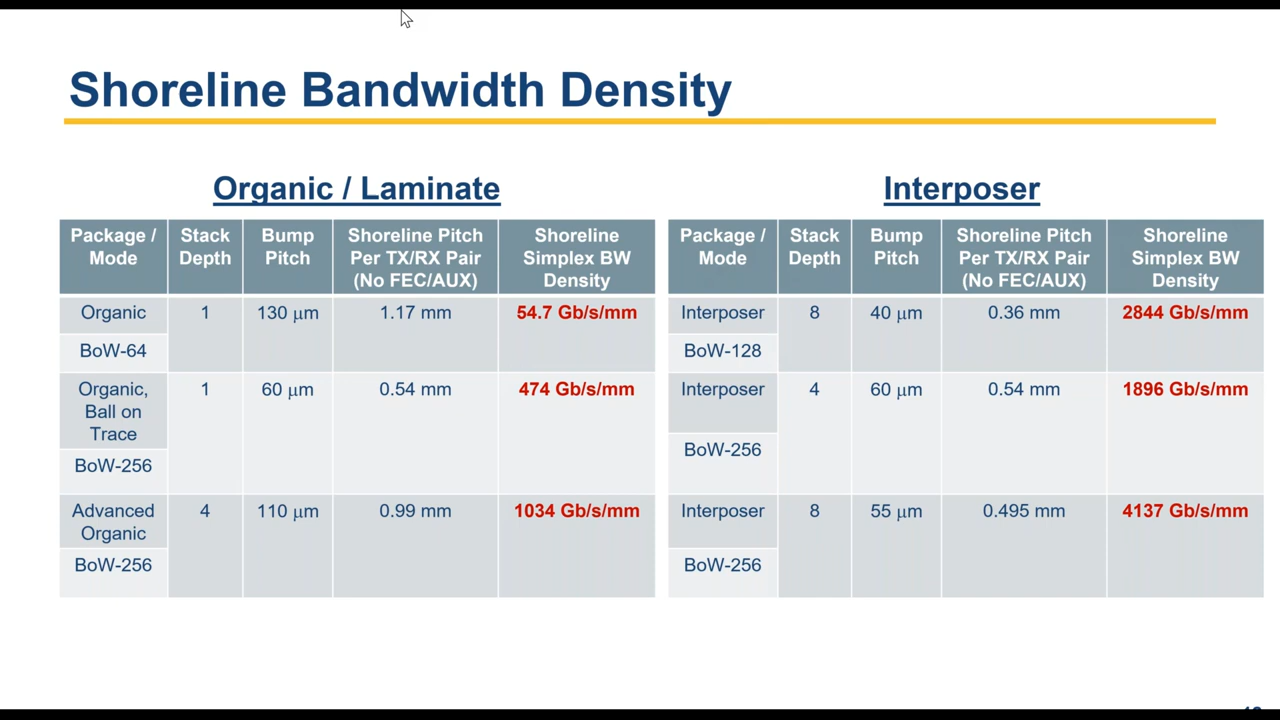 Shoreline Bandwidth Density
Organic / Laminate
Package /
Mode
Stack
Depth
Bump
Pitch
Shoreline Pitch
Per TX/RX Pair
(No FEC/AUX)
Shoreline
Simplex BW
Density
Organic
1
130 μm
1.17 mm
54.7 Gb/s/mm
BoW-64
Organic,
Ball on
Trace
1
60 μm
0.54 mm
474 Gb/s/mm
BoW-256
Advanced
Organic
4
110 μm
0.99 mm
1034 Gb/s/mm
BoW-256
Interposer
Package /
Mode
Stack
Depth
Bump
Pitch
Shoreline Pitch
Per TX/RX Pair
(No FEC/AUX)
Shoreline
Simplex BW
Density
Interposer
8
40 μm
0.36 mm
2844 Gb/s/mm
BoW-128
Interposer
4
60 μm
0.54 mm
1896 Gb/s/mm
BoW-256
Interposer
8
55 μm
0.495 mm
4137 Gb/s/mm
BoW-256